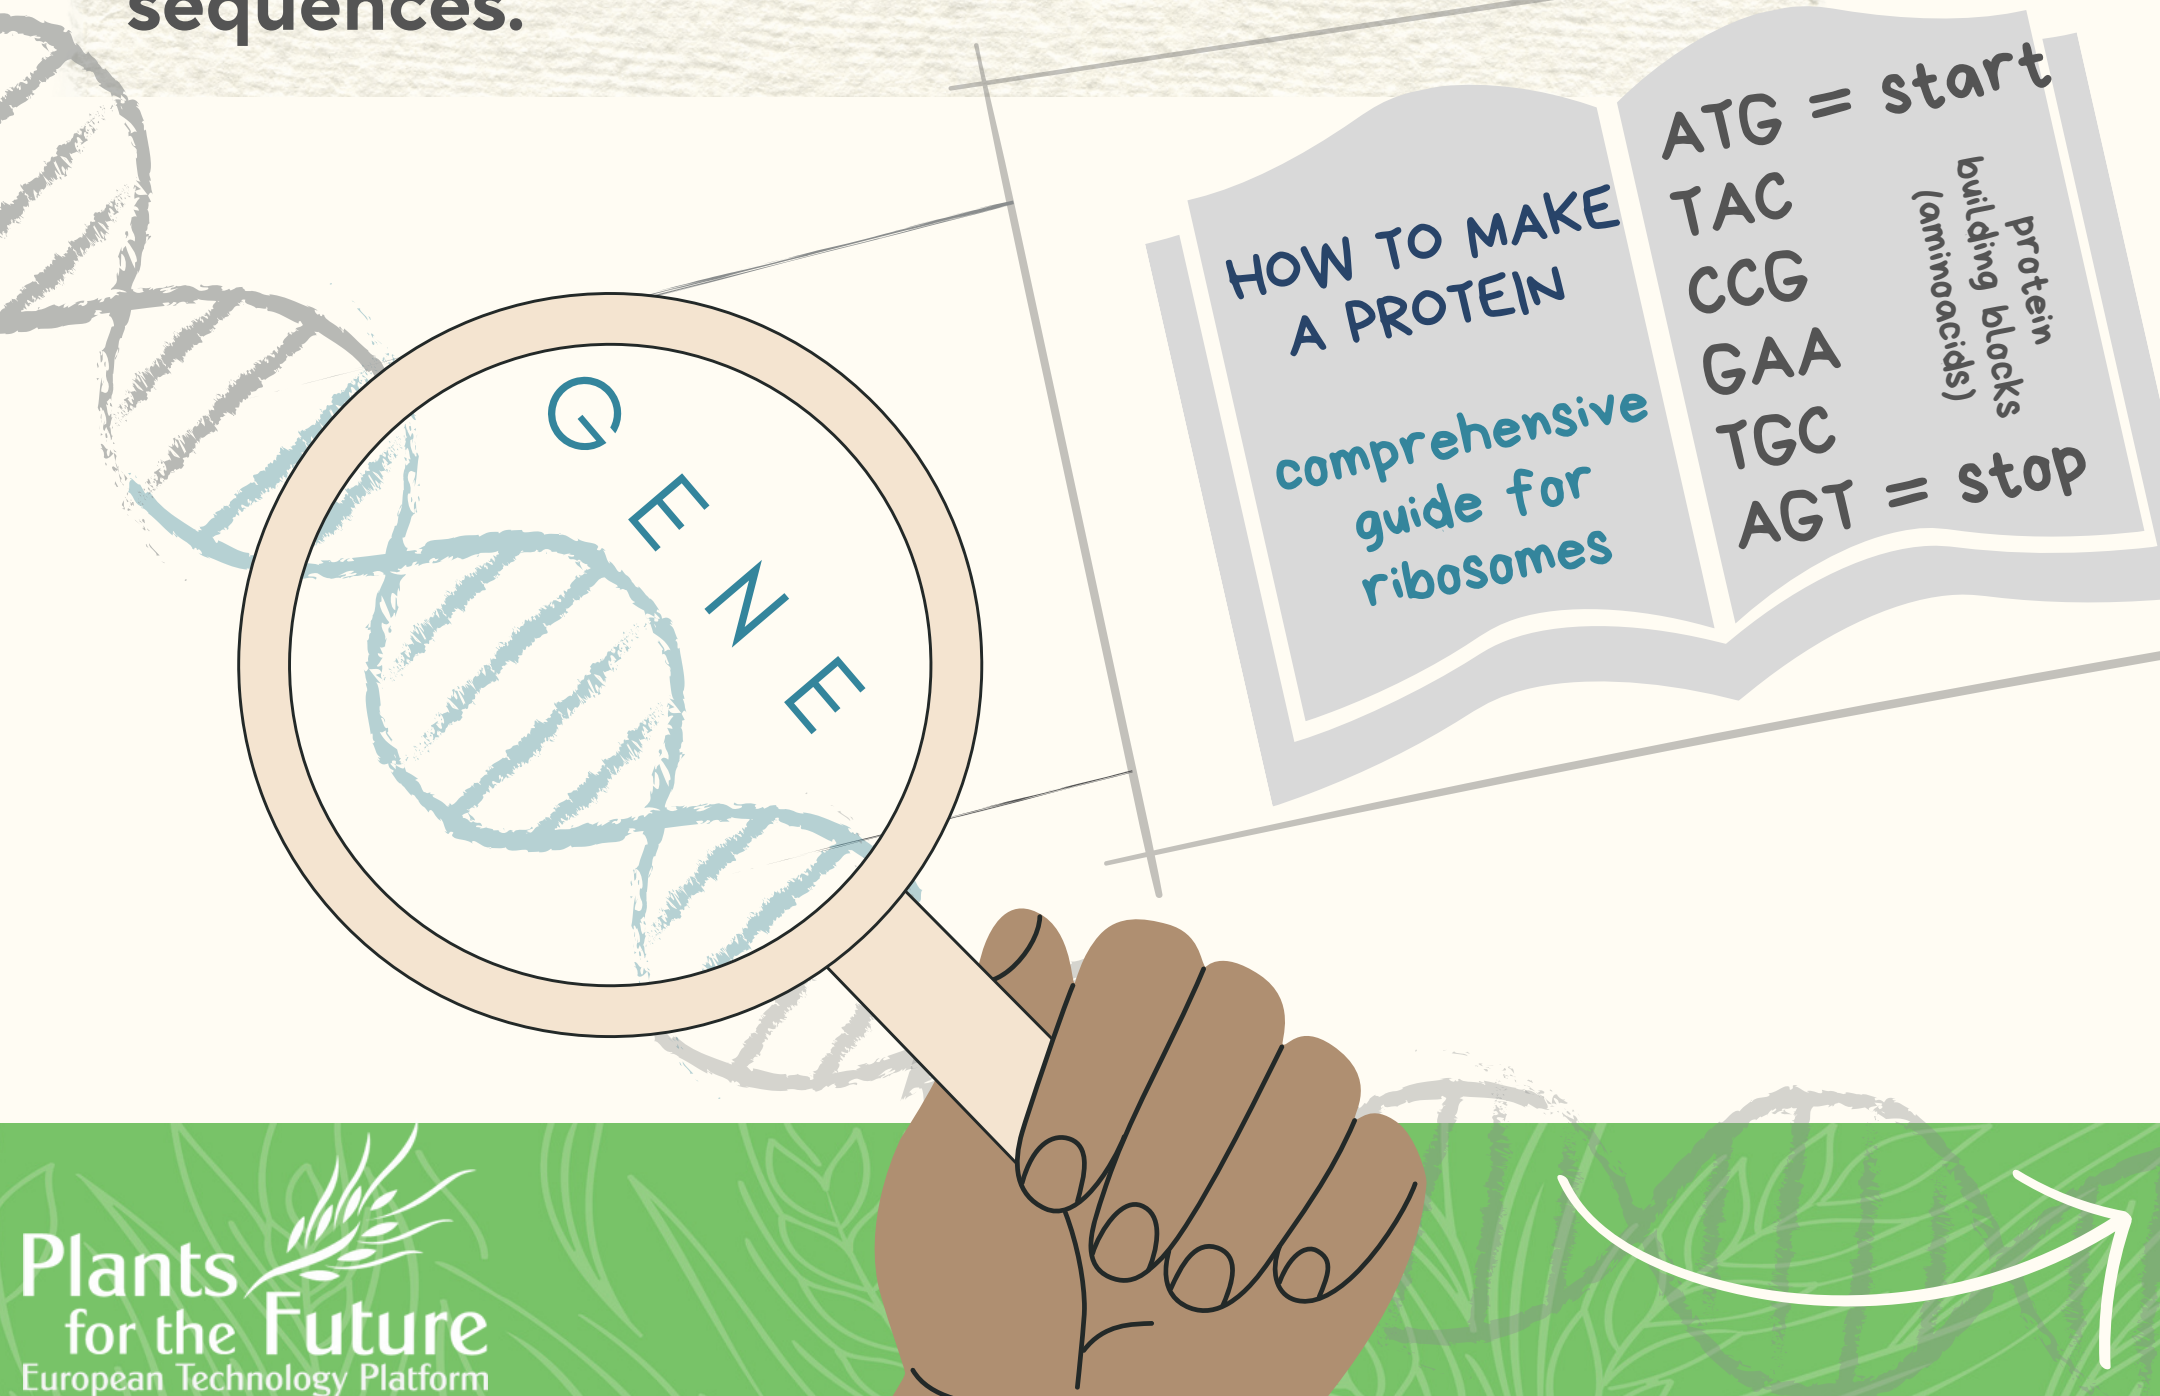 sequences.
GENE
HOW TO MAKE
A PROTEIN
comprehensive
guide for
ribosomes
ATG = start
TAC
CCG
GAA
TGC
AGT = stop
protein
building blocks
(aminoacids)
Plants
for the Future
European Technology Platform